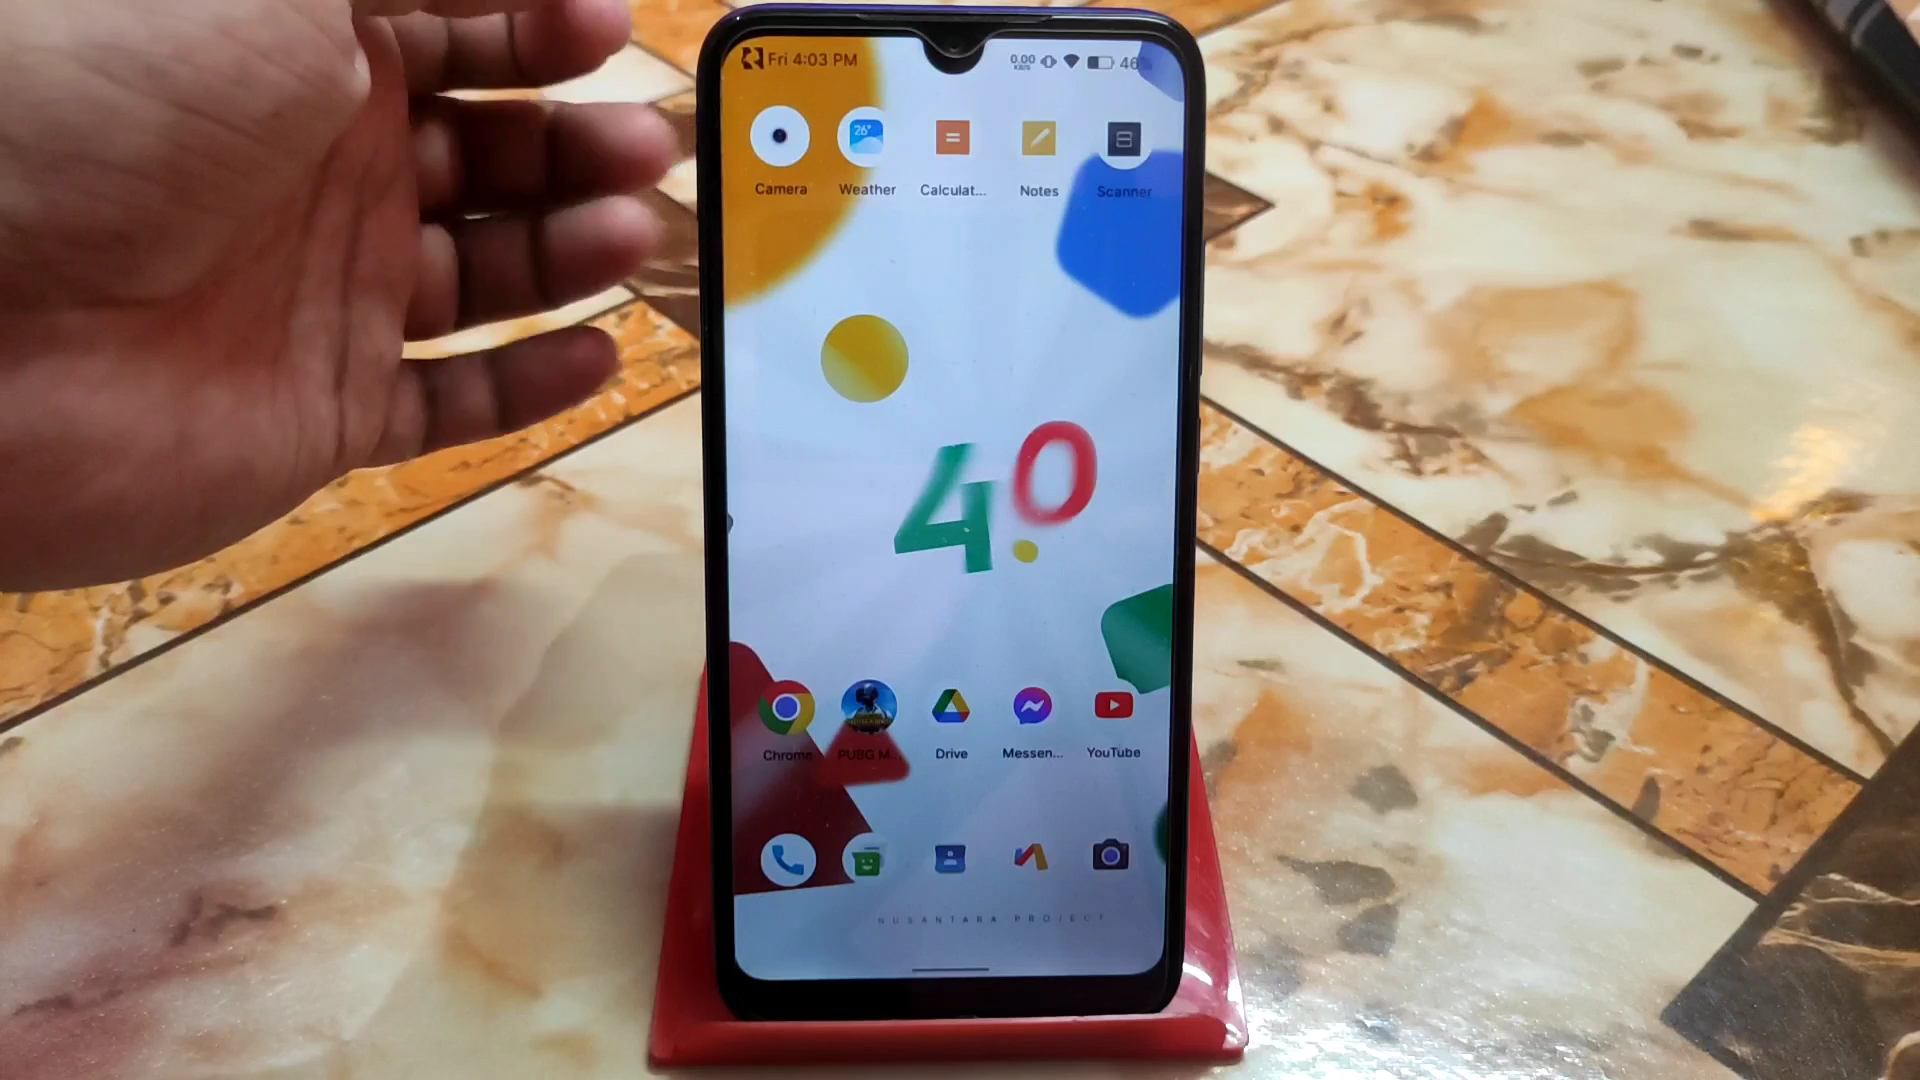 Fri 4:03 PM 0.00 KB/S 46
26°
Camera Weather Calculat... Notes Scanner
4.0
Chrome PUBG M... Drive Messen... YouTube
NUSANTARA PROJECT